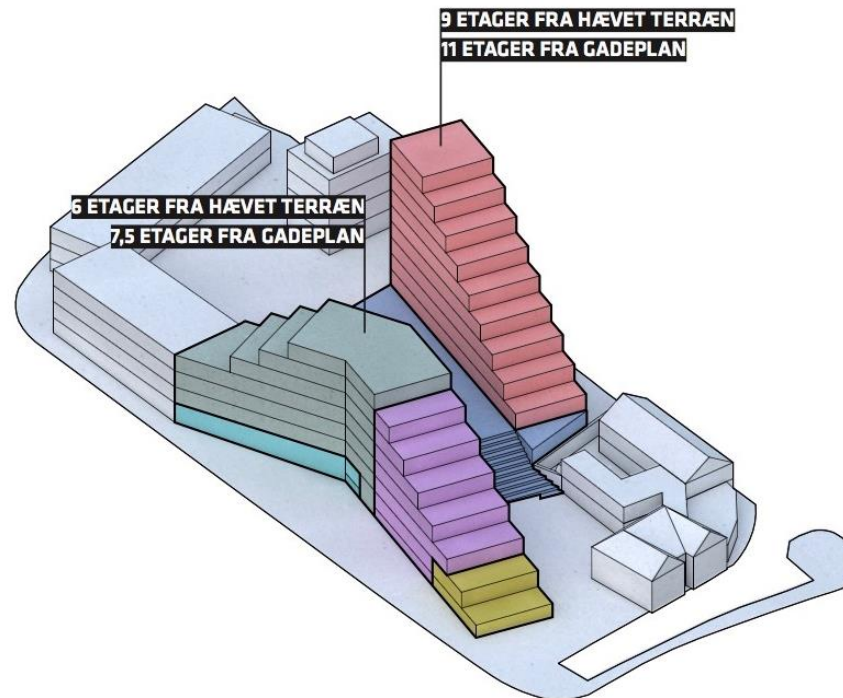 9 ETAGER FRA HÆVET TERRÆN
11 ETAGER FRA GADEPLAN
6 ETAGER FRA HÆVET TERRÆN
7,5 ETAGER FRA GADEPLAN